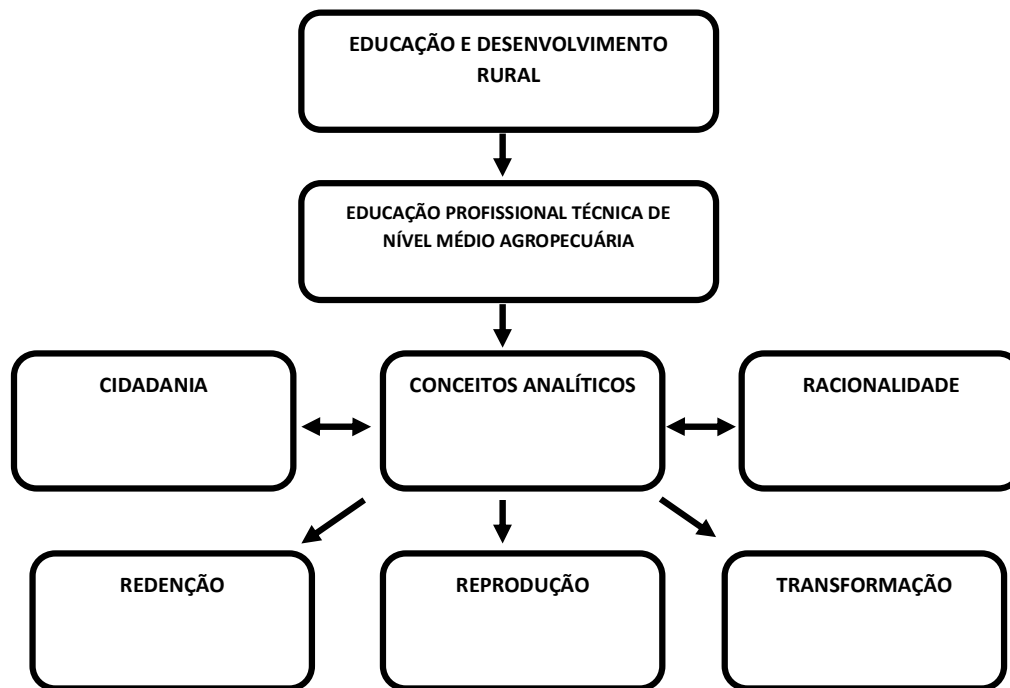 EDUCAÇÃO E DESENVOLVIMENTO
RURAL
EDUCAÇÃO PROFISSIONAL TÉCNICA DE
NÍVEL MÉDIO AGROPECUÁRIA
CIDADANIA
CONCEITOS ANALÍTICOS
RACIONALIDADE
REDENÇÃO
REPRODUÇÃO
TRANSFORMAÇÃO